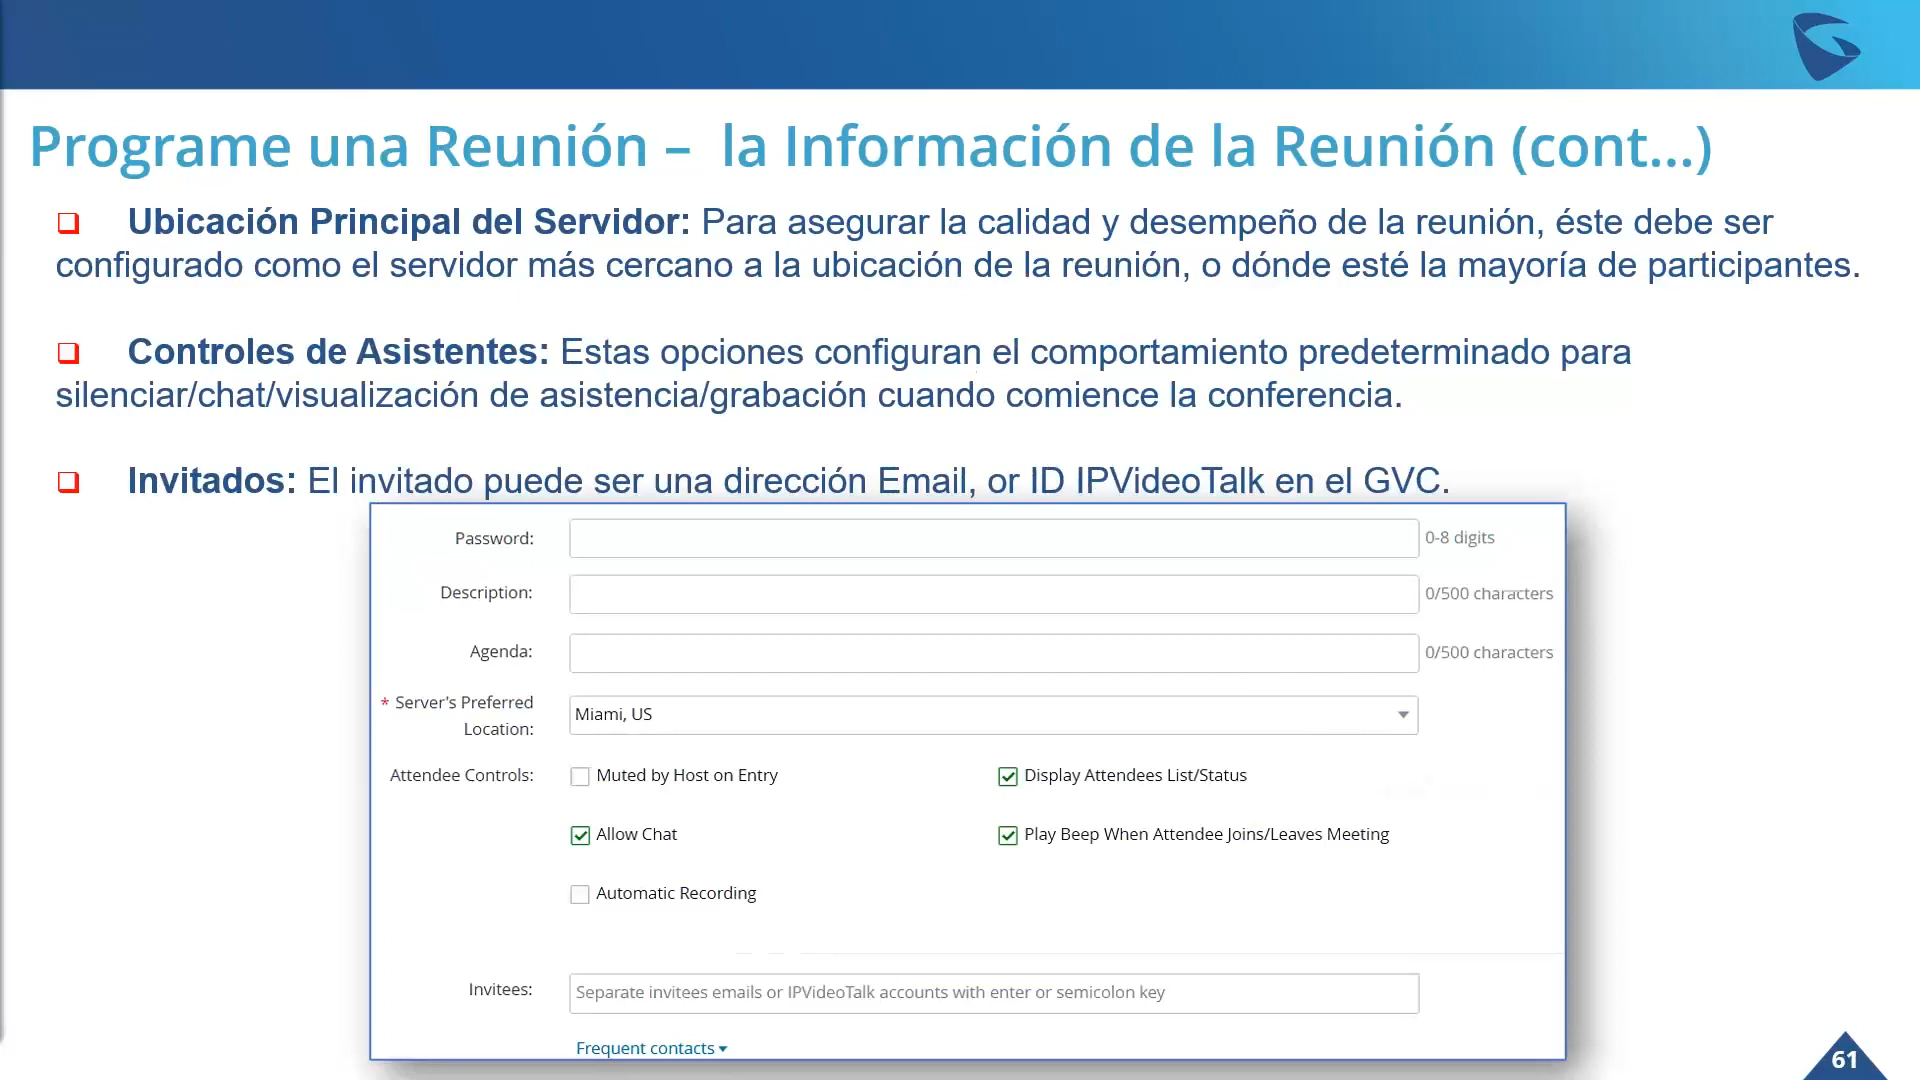 Programe una Reunión – la Información de la Reunión (cont...)
Ubicación Principal del Servidor: Para asegurar la calidad y desempeño de la reunión, éste debe ser
configurado como el servidor más cercano a la ubicación de la reunión, o dónde esté la mayoría de participantes.
Controles de Asistentes: Estas opciones configuran el comportamiento predeterminado para
silenciar/chat/visualización de asistencia/grabación cuando comience la conferencia.
Invitados: El invitado puede ser una dirección Email, or ID IPVideoTalk en el GVC.
Password: 0-8 digits
Description: 0/500 characters
Agenda: 0/500 characters
* Server's Preferred
Location: Miami, US
Attendee Controls: Muted by Host on Entry Display Attendees List/Status
Allow Chat Play Beep When Attendee Joins/Leaves Meeting
Automatic Recording
Invitees: Separate invitees emails or IPVideoTalk accounts with enter or semicolon key
Frequent contacts
61